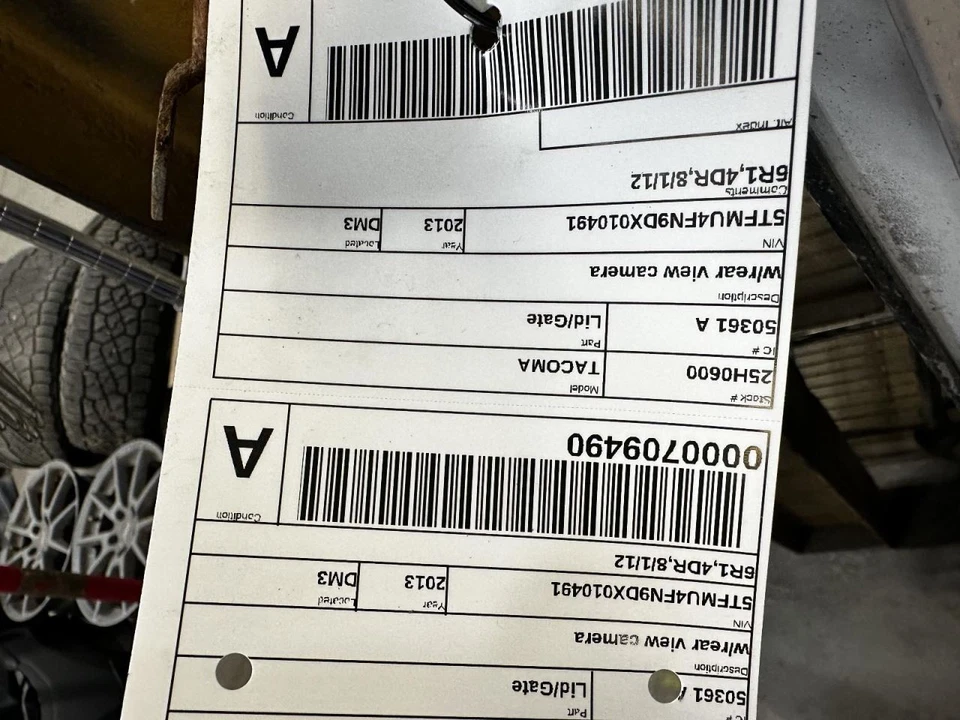 IC # Part
50361 A Lid/Gate
Description
w/rear view camera
VIN Year Located
5TFMU4FN9DX010491 2013 DM3
6R1,4DR,8/1/12
Condition
A
0000709490
Stock # Model
25H0600 TACOMA
IC # Part
50361 A Lid/Gate
Description
w/rear view camera
VIN Year Located
5TFMU4FN9DX010491 2013 DM3
Comments
6R1,4DR,8/1/12
Alt. Index
Condition
A